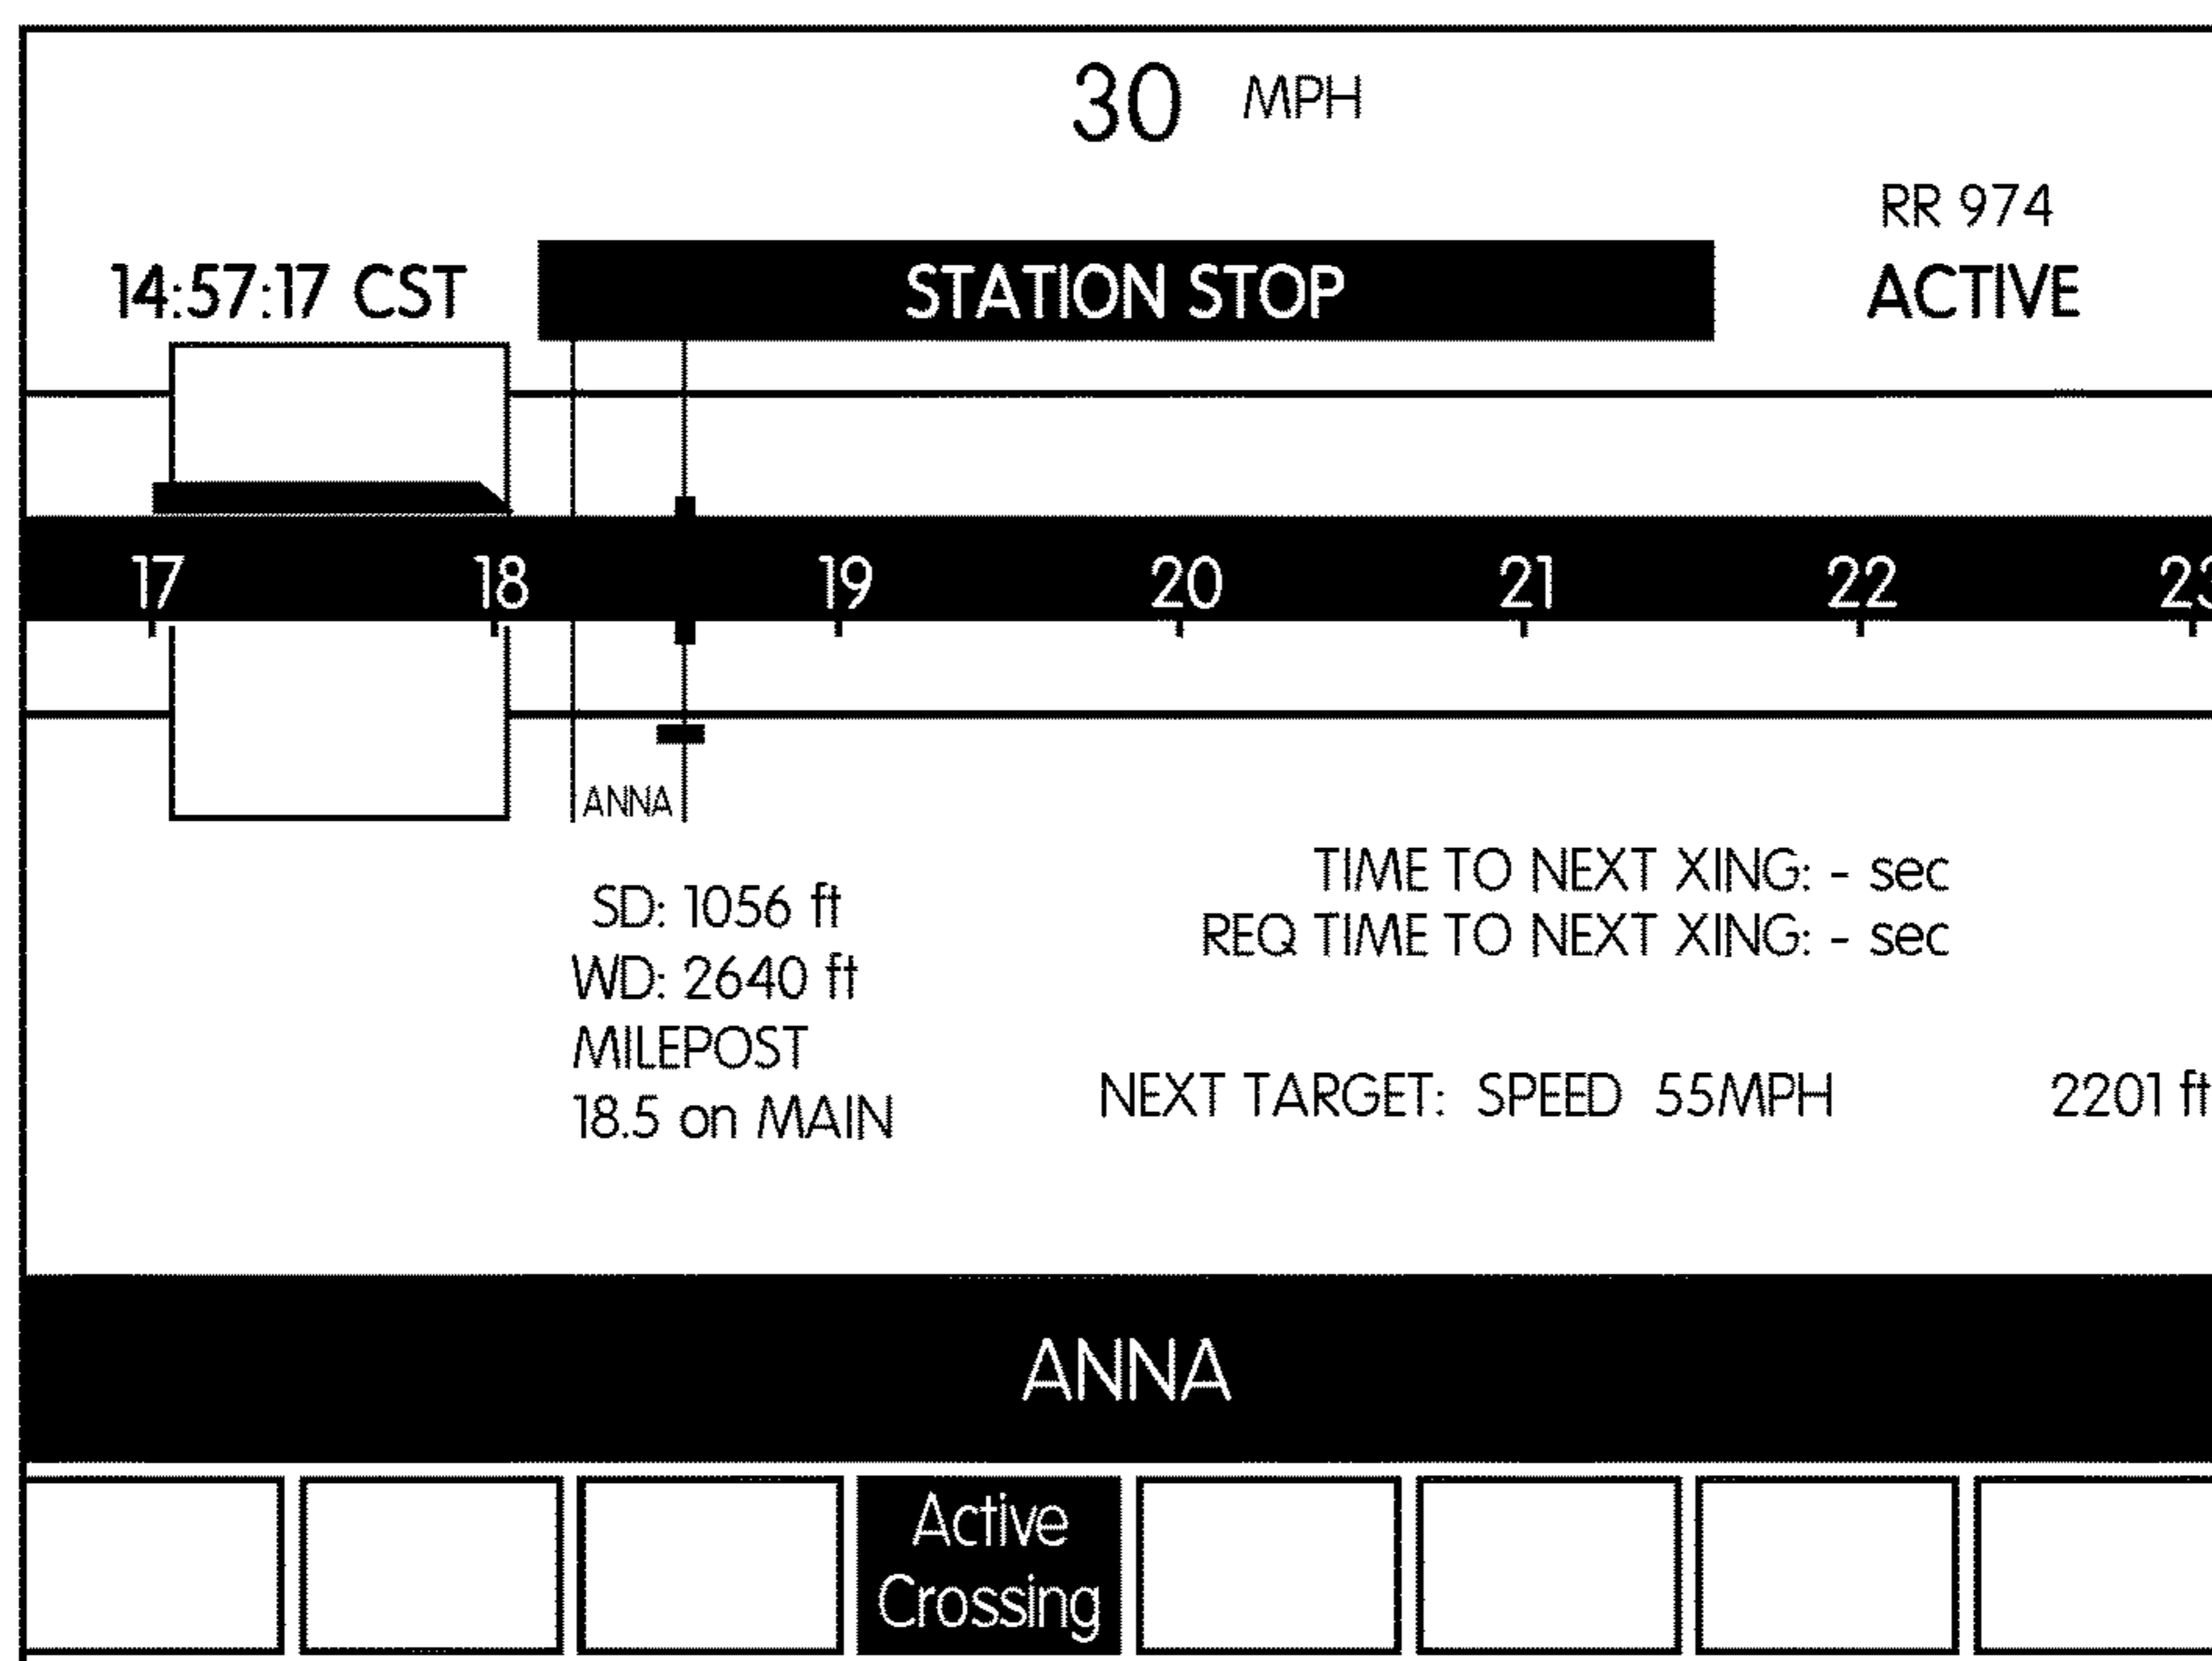 30 MPH
RR 974
14:57:17 CST STATION STOP ACTIVE
17 18 19 20 21 22 23
ANNA
TIME TO NEXT XING: - sec
SD: 1056 ft
REQ TIME TO NEXT XING: - sec
WD: 2640 ft
MILEPOST
NEXT TARGET: SPEED 55MPH 2201 ft
18.5 on MAIN
ANNA
Active
Crossing